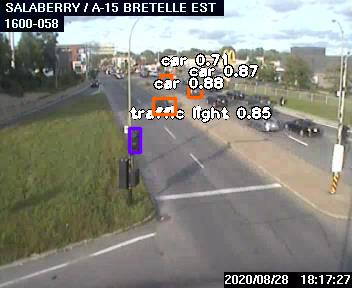 SALABERRY / A-15 BRETELLE EST
1600-058
car 0.71
car 0.87
car 0.88
traffic light 0.85
2020/08/28 18:17:27